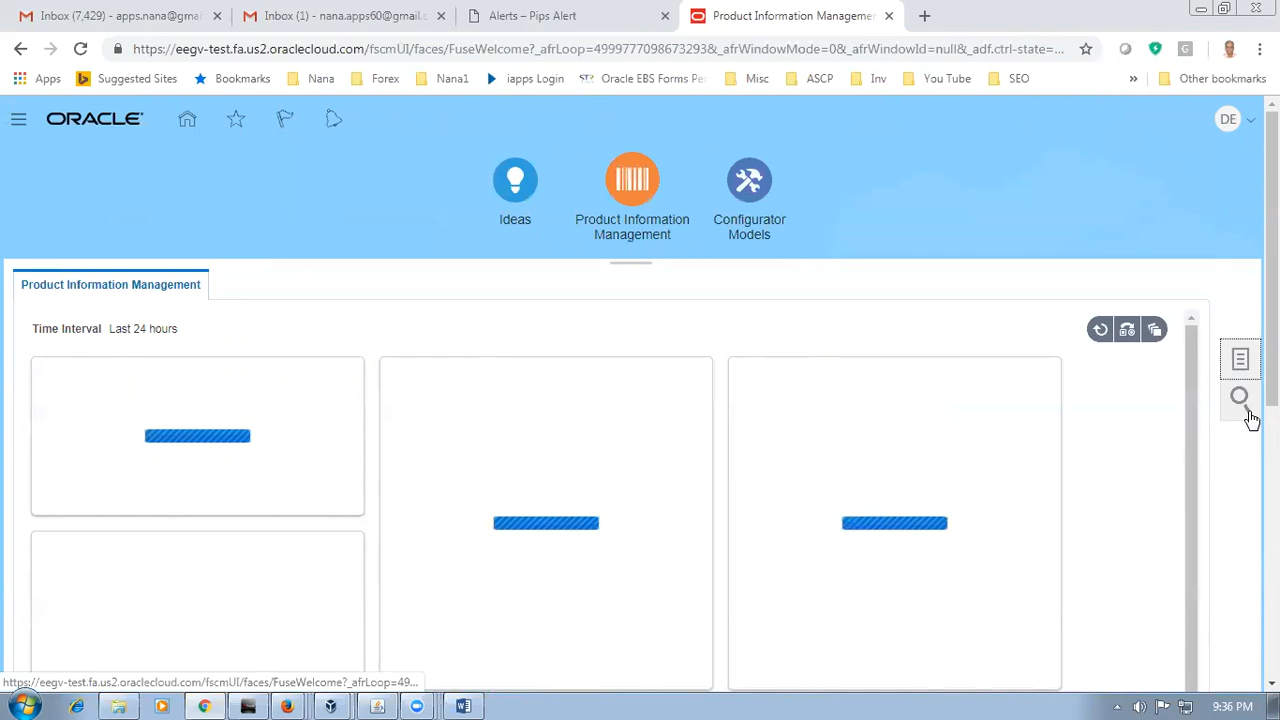 Inbox (7,429) - apps.nana@gma
Inbox (1) - nana.apps60@gmail.
Alerts – Pips Alert
Product Information Manageme
https://eegv-test.fa.us2.oraclecloud.com/fscmUI/faces/FuseWelcome?_afrLoop=49997770986732​93&_afrWindowMode=0&_afrWindowId=null&_adf.ctrl-state=...
Apps
Suggested Sites
Bookmarks
Nana
Forex
Nana1
iapps Login
Oracle EBS Forms Pe
Misc
ASCP
Inv
You Tube
SEO
»
Other bookmarks
ORACLE
DE
Ideas
Product Information Management
Configurator Models
Product Information Management
Time Interval Last 24 hours
https://eegv-test.fa.us2.oraclecloud.com/fscmUI/faces/FuseWelcome?_afrLoop=49...
9:36 PM